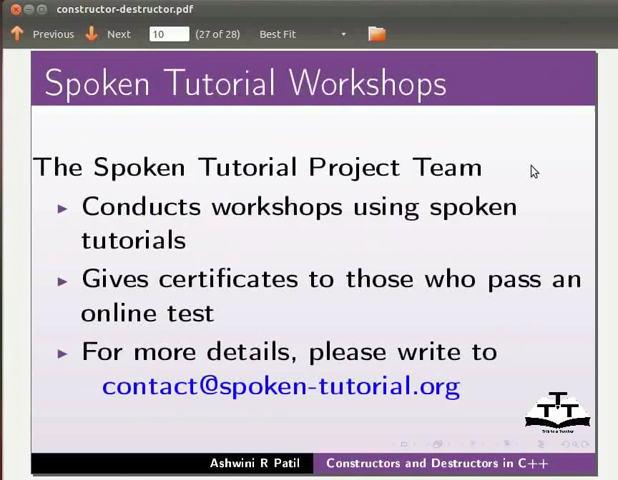 constructor-destructor.pdf
Previous Next 10 (27 of 28) Best Fit
Spoken Tutorial Workshops
The Spoken Tutorial Project Team
Conducts workshops using spoken
tutorials
Gives certificates to those who pass an
online test
For more details, please write to
contact@spoken-tutorial.org
Ashwini R Patil Constructors and Destructors in C++